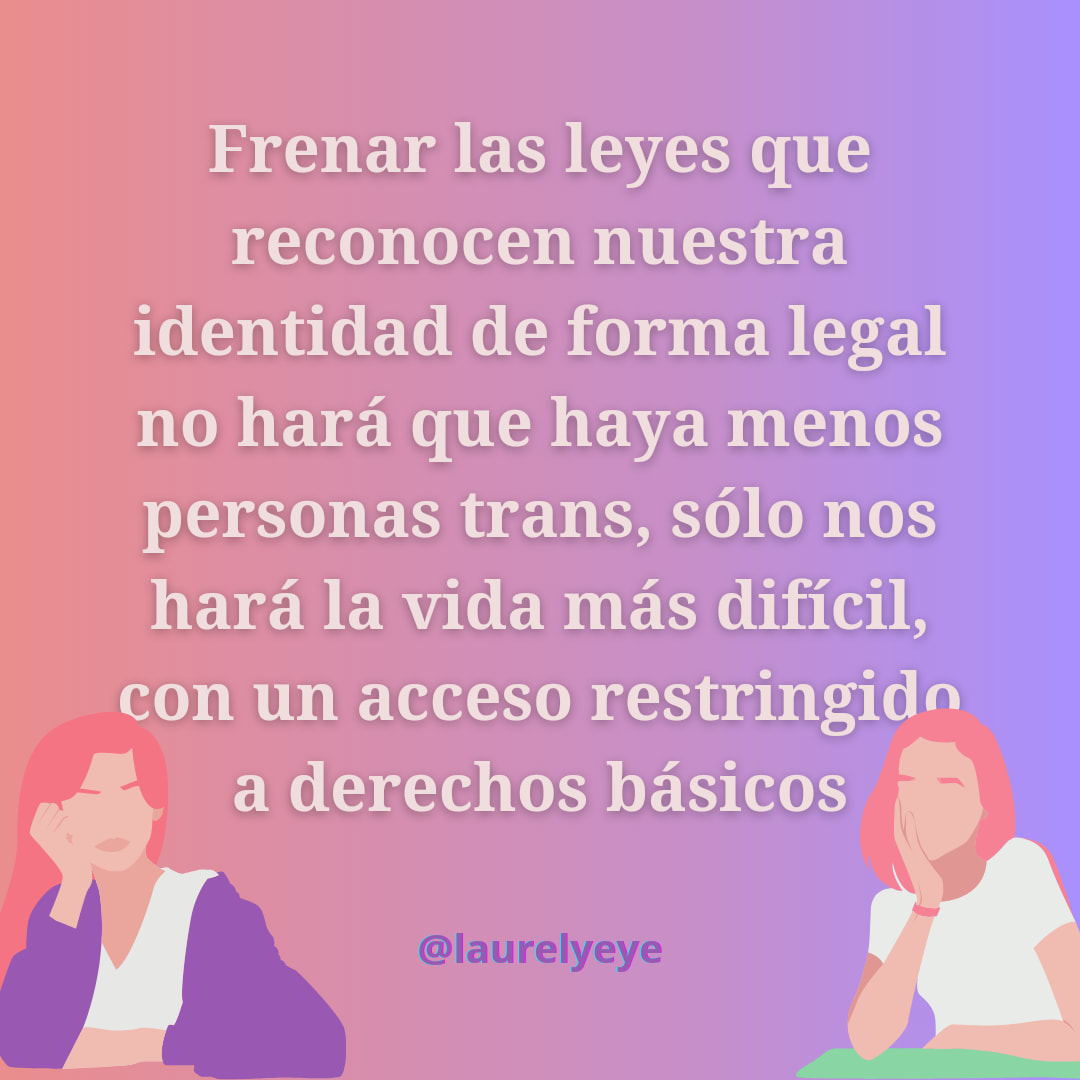 Frenar las leyes que
reconocen nuestra
identidad de forma legal
no hará que haya menos
personas trans, sólo nos
hará la vida más difícil,
con un acceso restringido
a derechos básicos
@laurelyeye